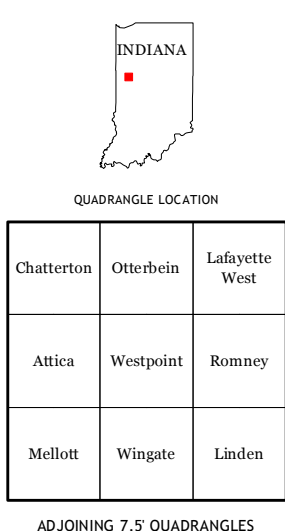 INDIANA
QUADRANGLE LOCATION
Chatterton Otterbein Lafayette
West
Attica Westpoint Romney
Mellott Wingate Linden
ADJOINING 7.5' QUADRANGLES